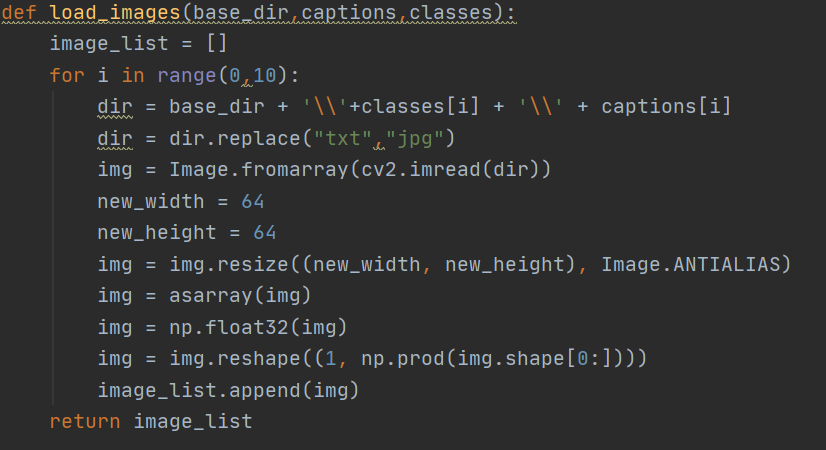 def load_images(base_dir,captions,classes):
    image_list = []
    for i in range(0,10):
        dir = base_dir + '\\'+classes[i] + '\\' + captions[i]
        dir = dir.replace("txt","jpg")
        img = Image.fromarray(cv2.imread(dir))
        new_width = 64
        new_height = 64
        img = img.resize((new_width, new_height), Image.ANTIALIAS)
        img = asarray(img)
        img = np.float32(img)
        img = img.reshape((1, np.prod(img.shape[0:])))
        image_list.append(img)
    return image_list